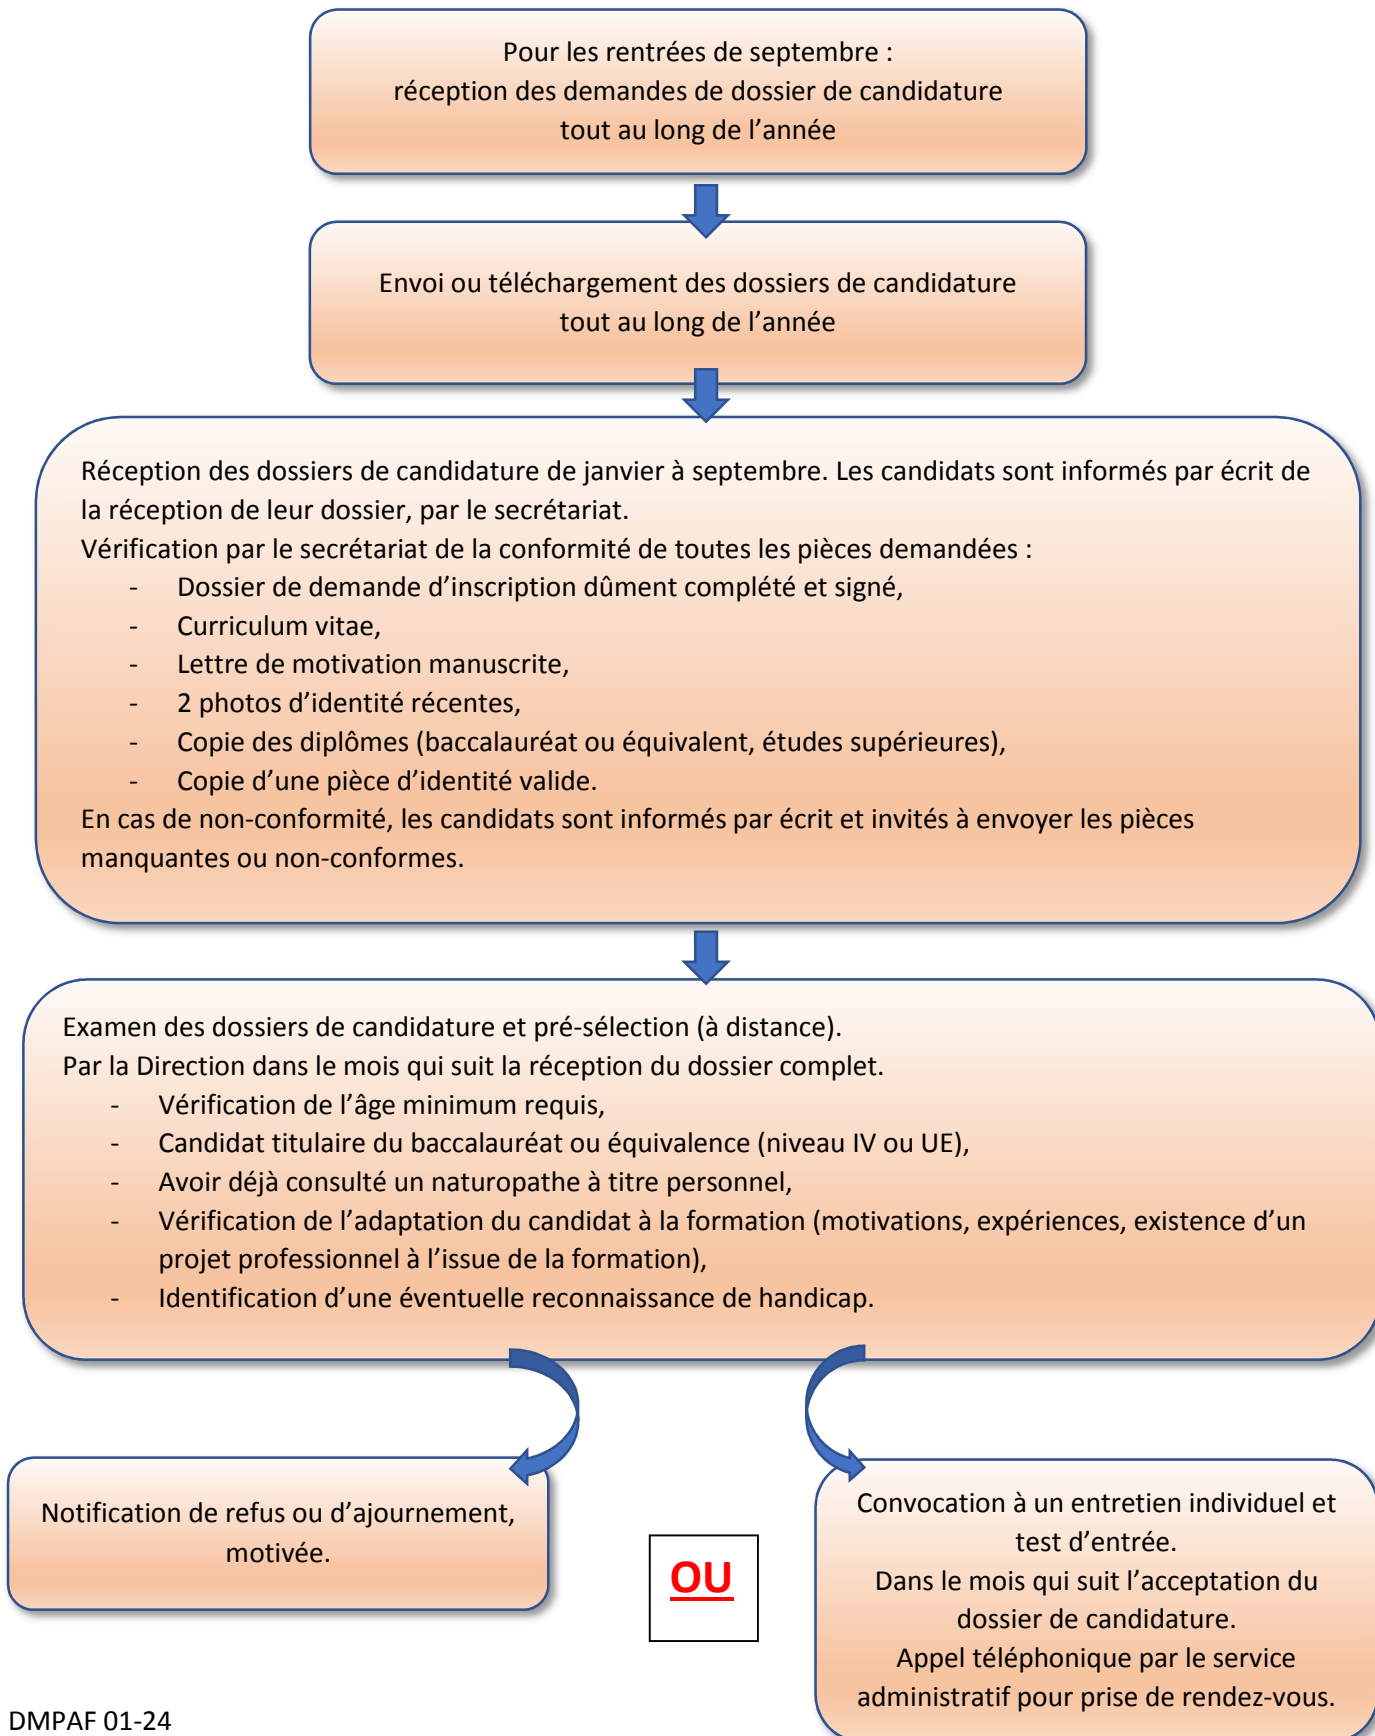 Pour les rentrées de septembre :
réception des demandes de dossier de candidature
tout au long de l’année
Envoi ou téléchargement des dossiers de candidature
tout au long de l’année
Réception des dossiers de candidature de janvier à septembre. Les candidats sont informés par écrit de
la réception de leur dossier, par le secrétariat.
Vérification par le secrétariat de la conformité de toutes les pièces demandées :
- Dossier de demande d’inscription dûment complété et signé,
- Curriculum vitae,
- Lettre de motivation manuscrite,
- 2 photos d’identité récentes,
- Copie des diplômes (baccalauréat ou équivalent, études supérieures),
- Copie d’une pièce d’identité valide.
En cas de non-conformité, les candidats sont informés par écrit et invités à envoyer les pièces
manquantes ou non-conformes.
Examen des dossiers de candidature et pré-sélection (à distance).
Par la Direction dans le mois qui suit la réception du dossier complet.
- Vérification de l’âge minimum requis,
- Candidat titulaire du baccalauréat ou équivalence (niveau IV ou UE),
- Avoir déjà consulté un naturopathe à titre personnel,
- Vérification de l’adaptation du candidat à la formation (motivations, expériences, existence d’un
projet professionnel à l’issue de la formation),
- Identification d’une éventuelle reconnaissance de handicap.
Notification de refus ou d’ajournement,
motivée.
OU
Convocation à un entretien individuel et
test d’entrée.
Dans le mois qui suit l’acceptation du
dossier de candidature.
Appel téléphonique par le service
administratif pour prise de rendez-vous.
DMPAF 01-24